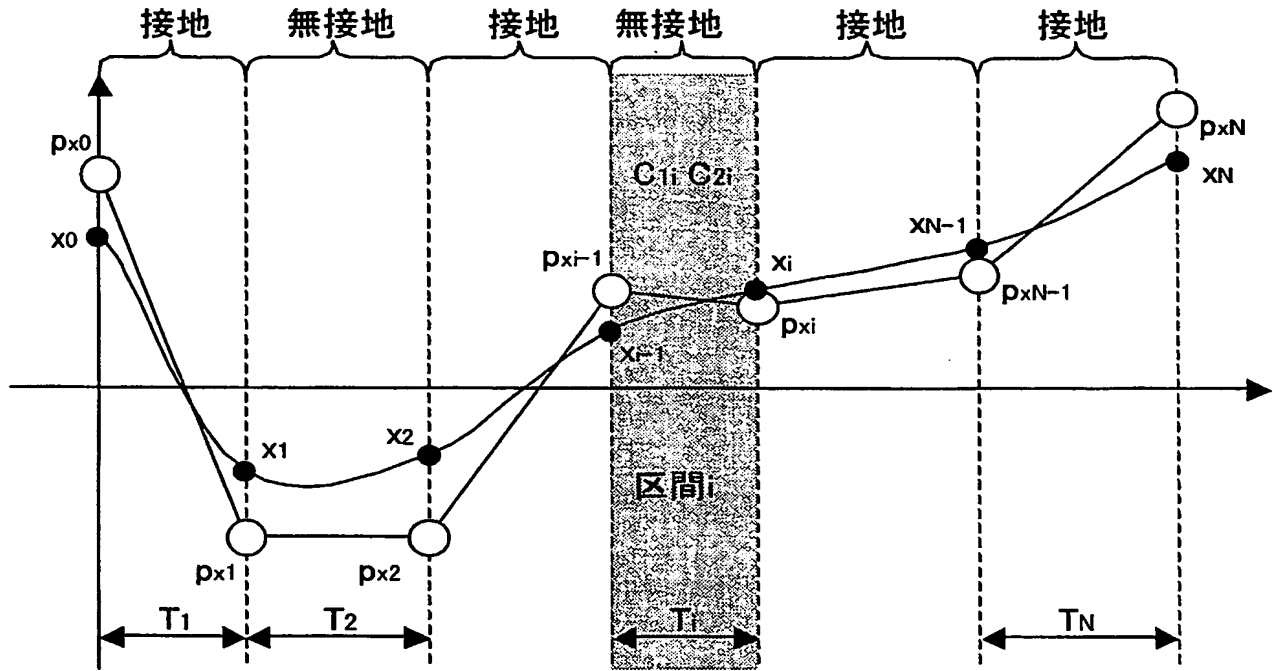 接地 無接地 接地 無接地 接地 接地
px0
pxN
C1i C2i
xN
x0
xN-1
pxi-1
xi
pxN-1
pxi
xi-1
x1
x2
区間i
px1
px2
T1
T2
Ti
TN